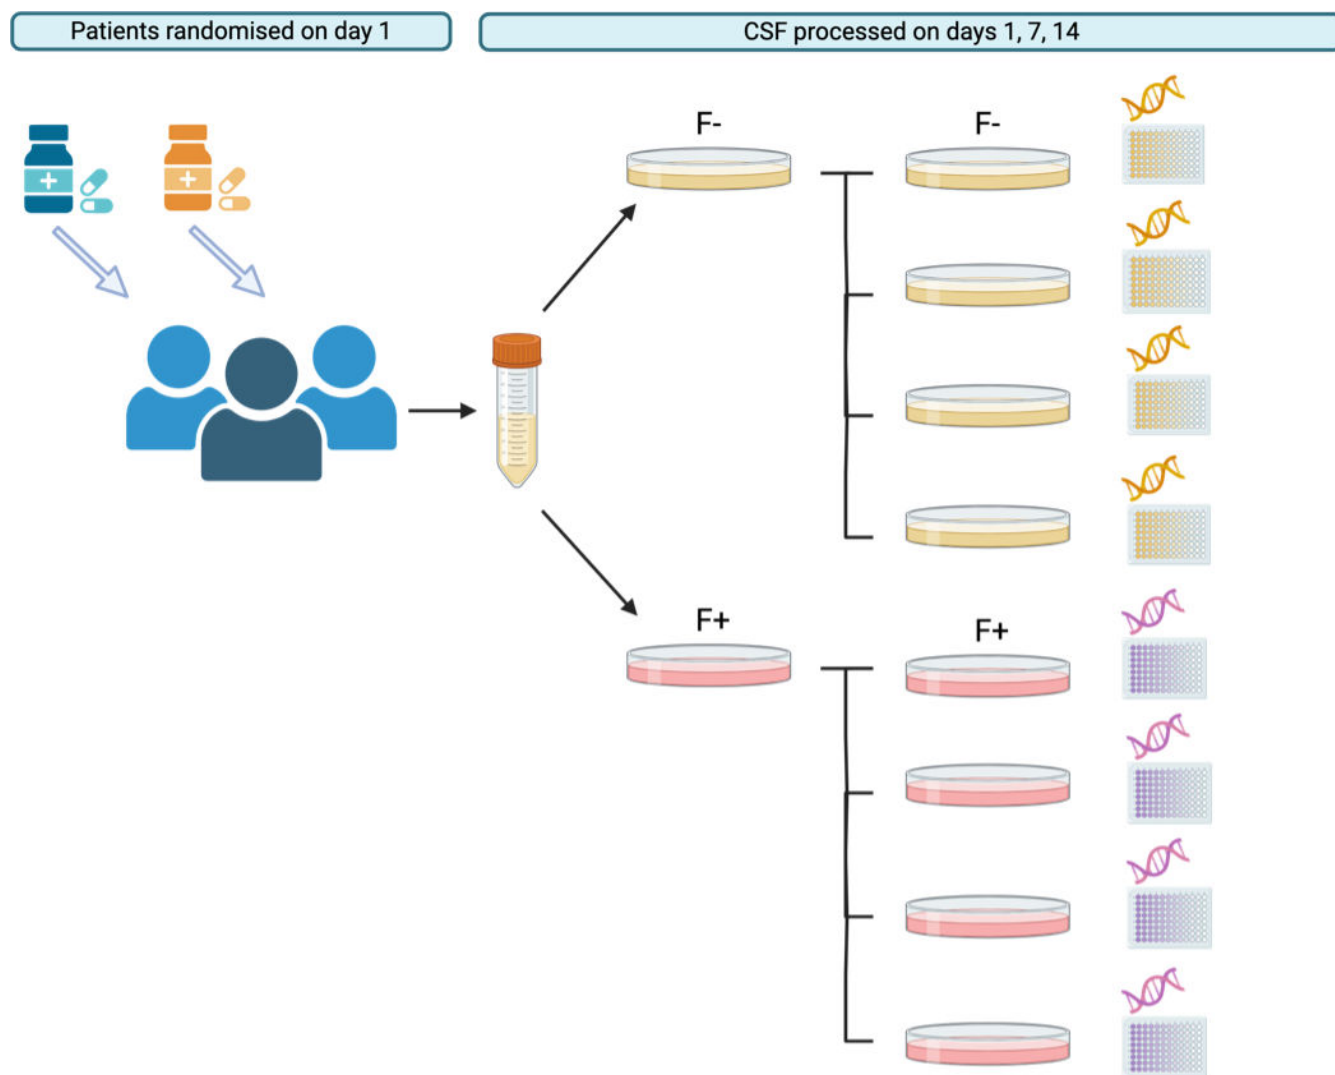 Patients randomised on day 1
CSF processed on days 1, 7, 14
F-
F-
F+
F+